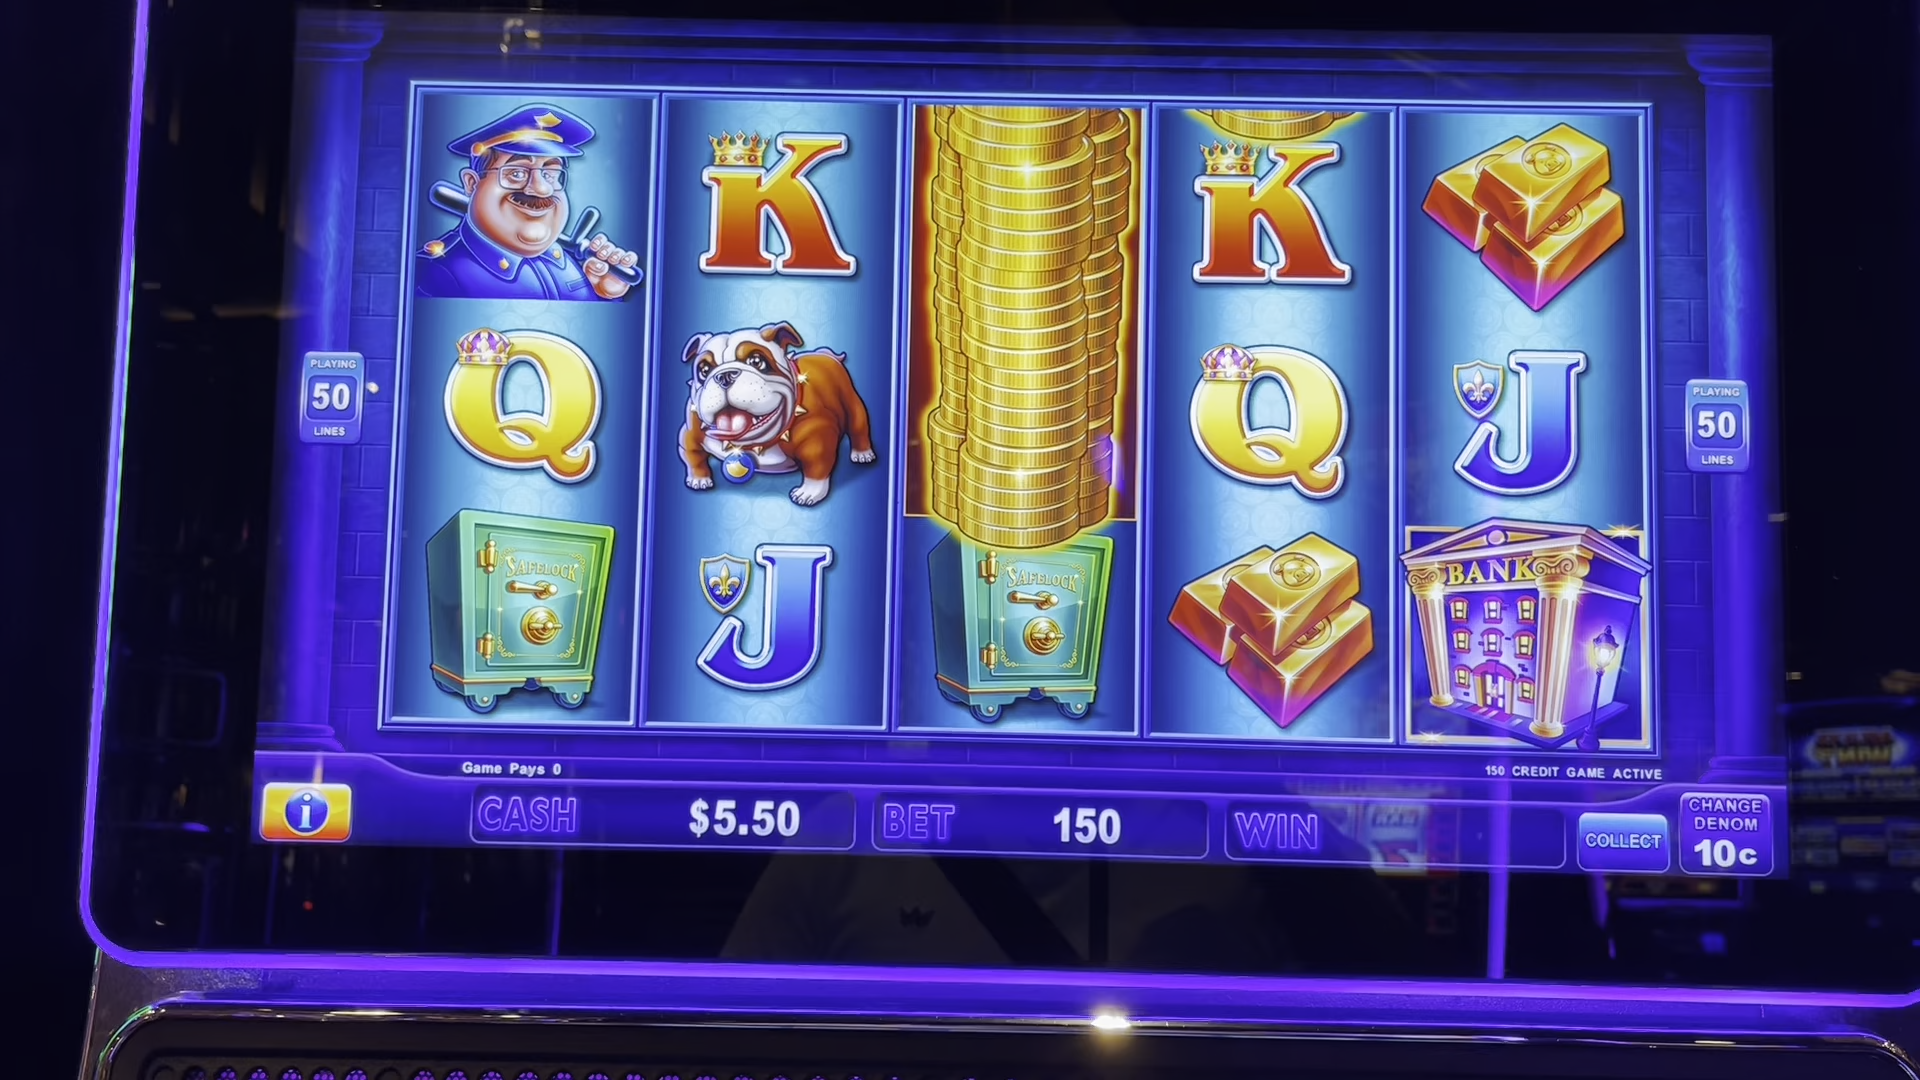 K
K
Q
Q
J
PLAYING
50
LINES
PLAYING
50
LINES
SAFELOCK
J
SAFELOCK
BANK
Game Pays 0
150 CREDIT GAME ACTIVE
i
CASH $5.50
BET 150
WIN
COLLECT
CHANGE
DENOM
10c